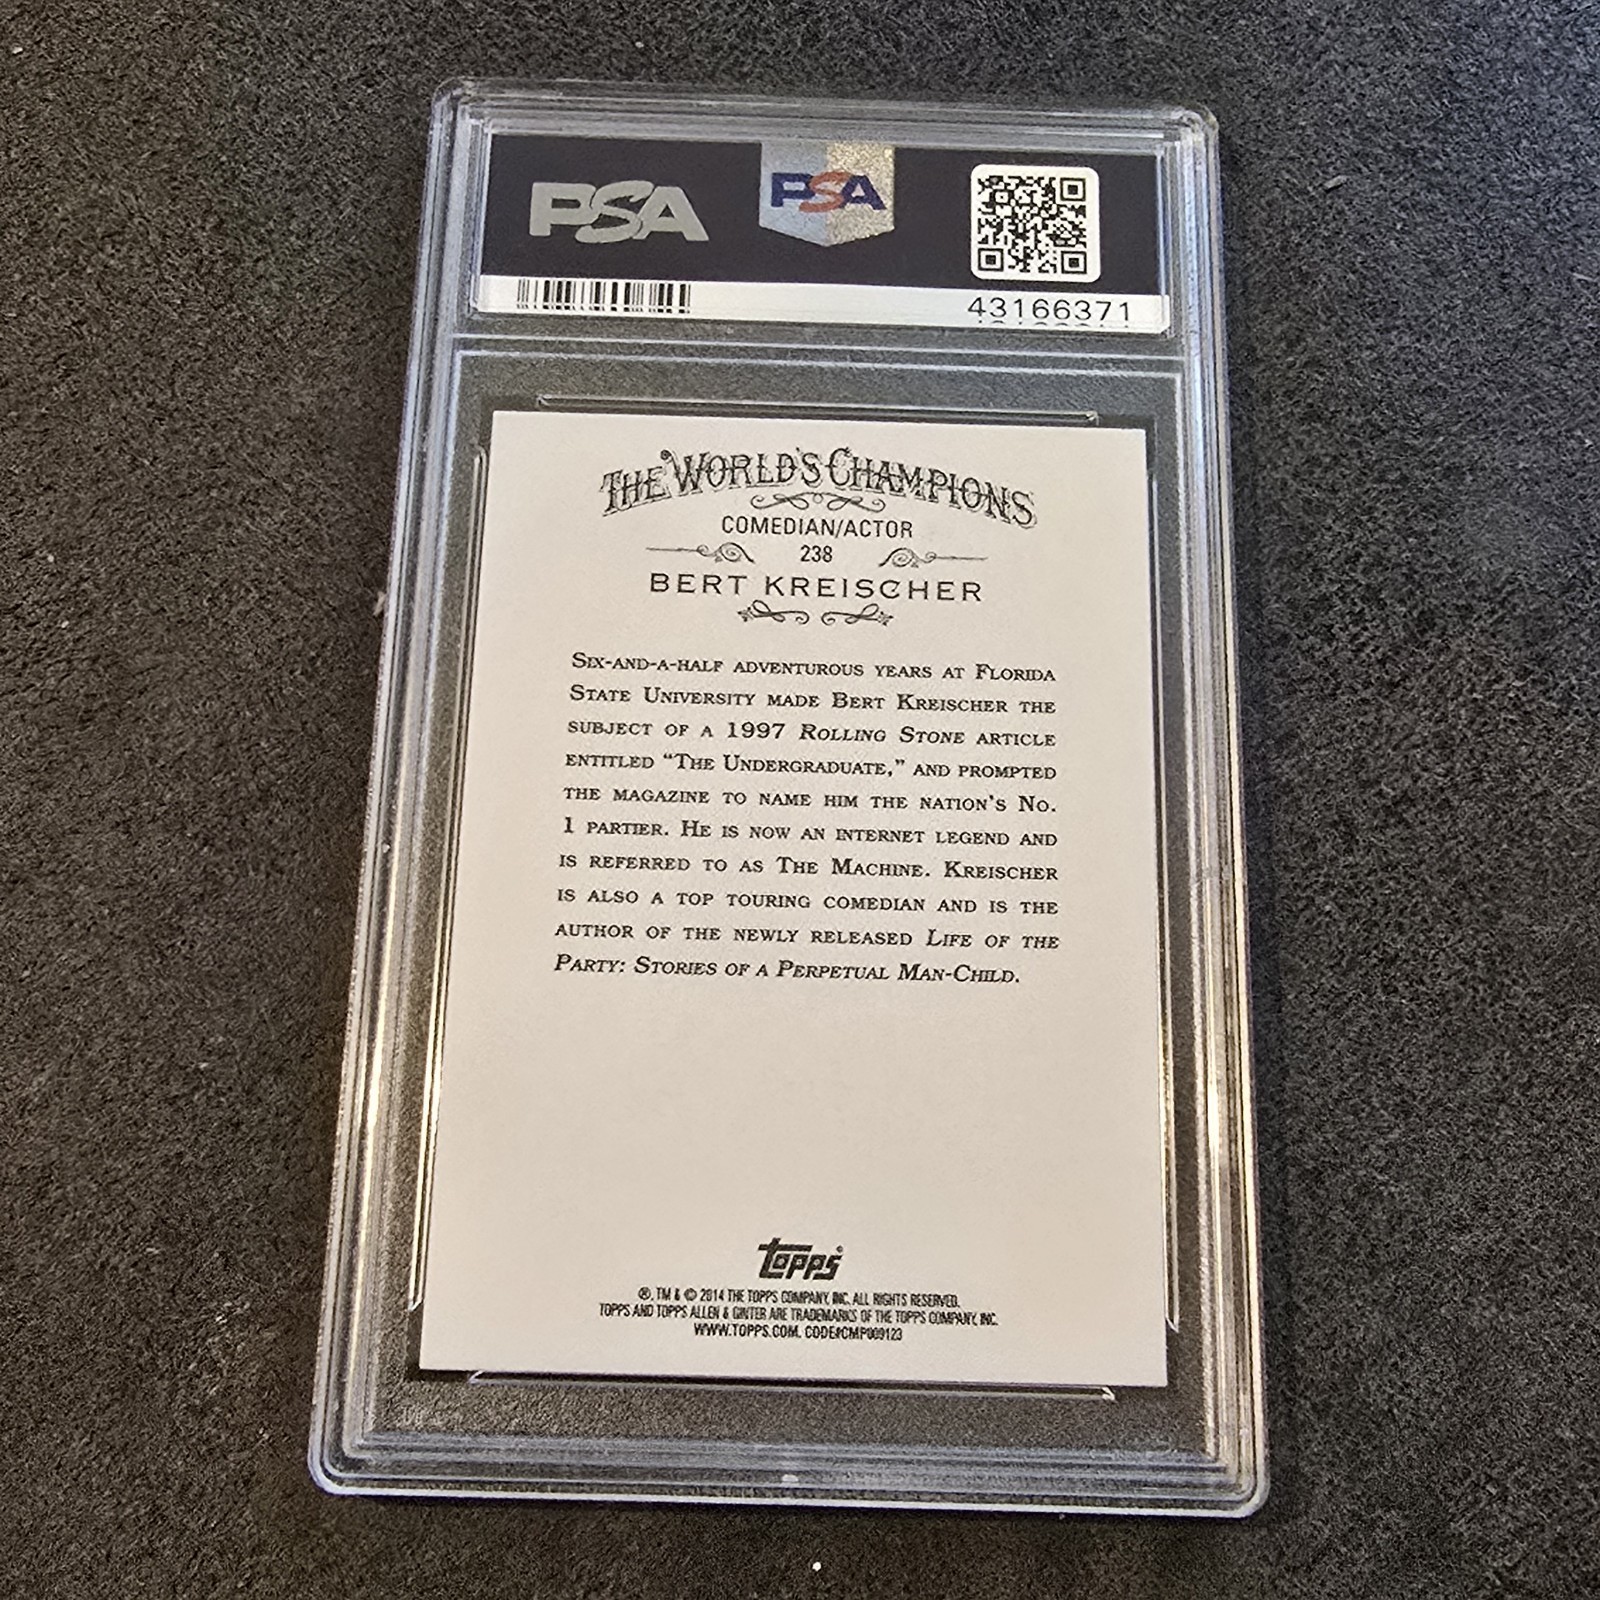 PSA
PSA
43166371
THE WORLD'S CHAMPIONS
COMEDIAN/ACTOR
238
BERT KREISCHER
SIX-AND-A-HALF ADVENTUROUS YEARS AT FLORIDA
STATE UNIVERSITY MADE BERT KREISCHER THE
SUBJECT OF A 1997 ROLLING STONE ARTICLE
ENTITLED “THE UNDERGRADUATE,” AND PROMPTED
THE MAGAZINE TO NAME HIM THE NATION'S NO.
1 PARTIER. HE IS NOW AN INTERNET LEGEND AND
IS REFERRED TO AS THE MACHINE. KREISCHER
IS ALSO A TOP TOURING COMEDIAN AND IS THE
AUTHOR OF THE NEWLY RELEASED LIFE OF THE
PARTY: STORIES OF A PERPETUAL MAN-CHILD.
TOPPS®
®, TM & © 2014 THE TOPPS COMPANY, INC. ALL RIGHTS RESERVED.
TOPPS AND TOPPS ALLEN & GINTER ARE TRADEMARKS OF THE TOPPS COMPANY, INC.
WWW.TOPPS.COM. CODE#CMP009123